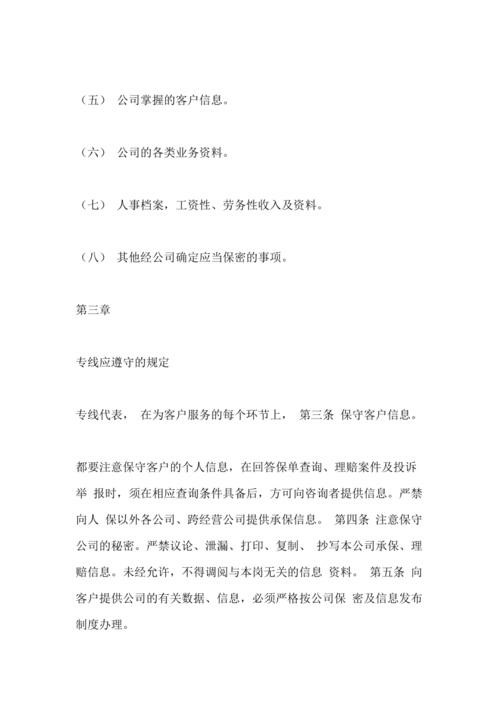 （五） 公司掌握的客户信息。
（六） 公司的各类业务资料。
（七） 人事档案，工资性、劳务性收入及资料。
（八） 其他经公司确定应当保密的事项。
第三章
专线应遵守的规定
专线代表， 在为客户服务的每个环节上， 第三条 保守客户信息。
都要注意保守客户的个人信息，在回答保单查询、理赔案件及投诉
举 报时，须在相应查询条件具备后，方可向咨询者提供信息。严禁
向人 保以外各公司、跨经营公司提供承保信息。 第四条 注意保守
公司的秘密。严禁议论、泄漏、打印、复制、 抄写本公司承保、理
赔信息。未经允许，不得调阅与本岗无关的信息 资料。 第五条 向
客户提供公司的有关数据、信息，必须严格按公司保 密及信息发布
制度办理。